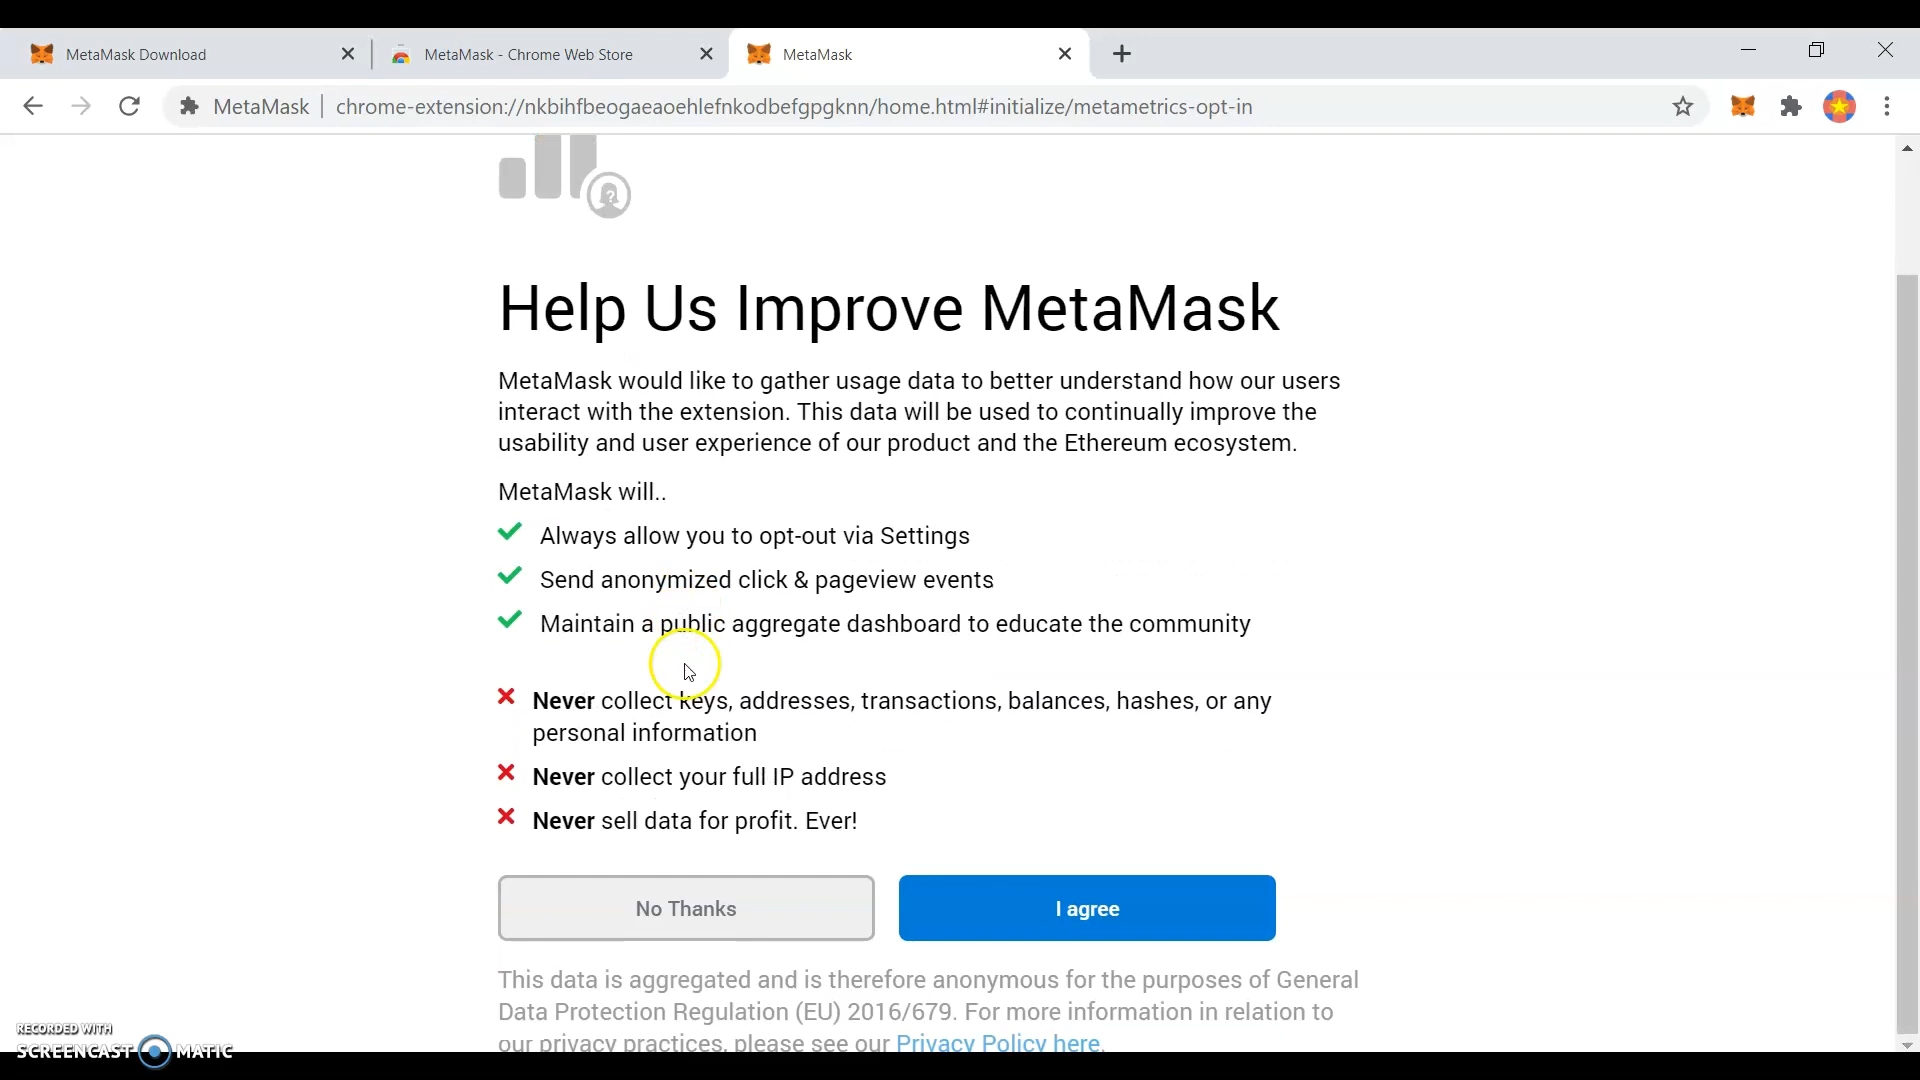 MetaMask Download
MetaMask - Chrome Web Store
MetaMask
MetaMask
chrome-extension://nkbihfbeogaeaoehlefnkodbefgpgknn/home.html#initialize/metametrics-opt-in
?
Help Us Improve MetaMask
MetaMask would like to gather usage data to better understand how our users
interact with the extension. This data will be used to continually improve the
usability and user experience of our product and the Ethereum ecosystem.
MetaMask will..
Always allow you to opt-out via Settings
Send anonymized click & pageview events
Maintain a public aggregate dashboard to educate the community
Never collect keys, addresses, transactions, balances, hashes, or any
personal information
Never collect your full IP address
Never sell data for profit. Ever!
No Thanks
I agree
This data is aggregated and is therefore anonymous for the purposes of General
Data Protection Regulation (EU) 2016/679. For more information in relation to
our privacy practices, please see our Privacy Policy here.
RECORDED WITH
SCREENCAST MATIC